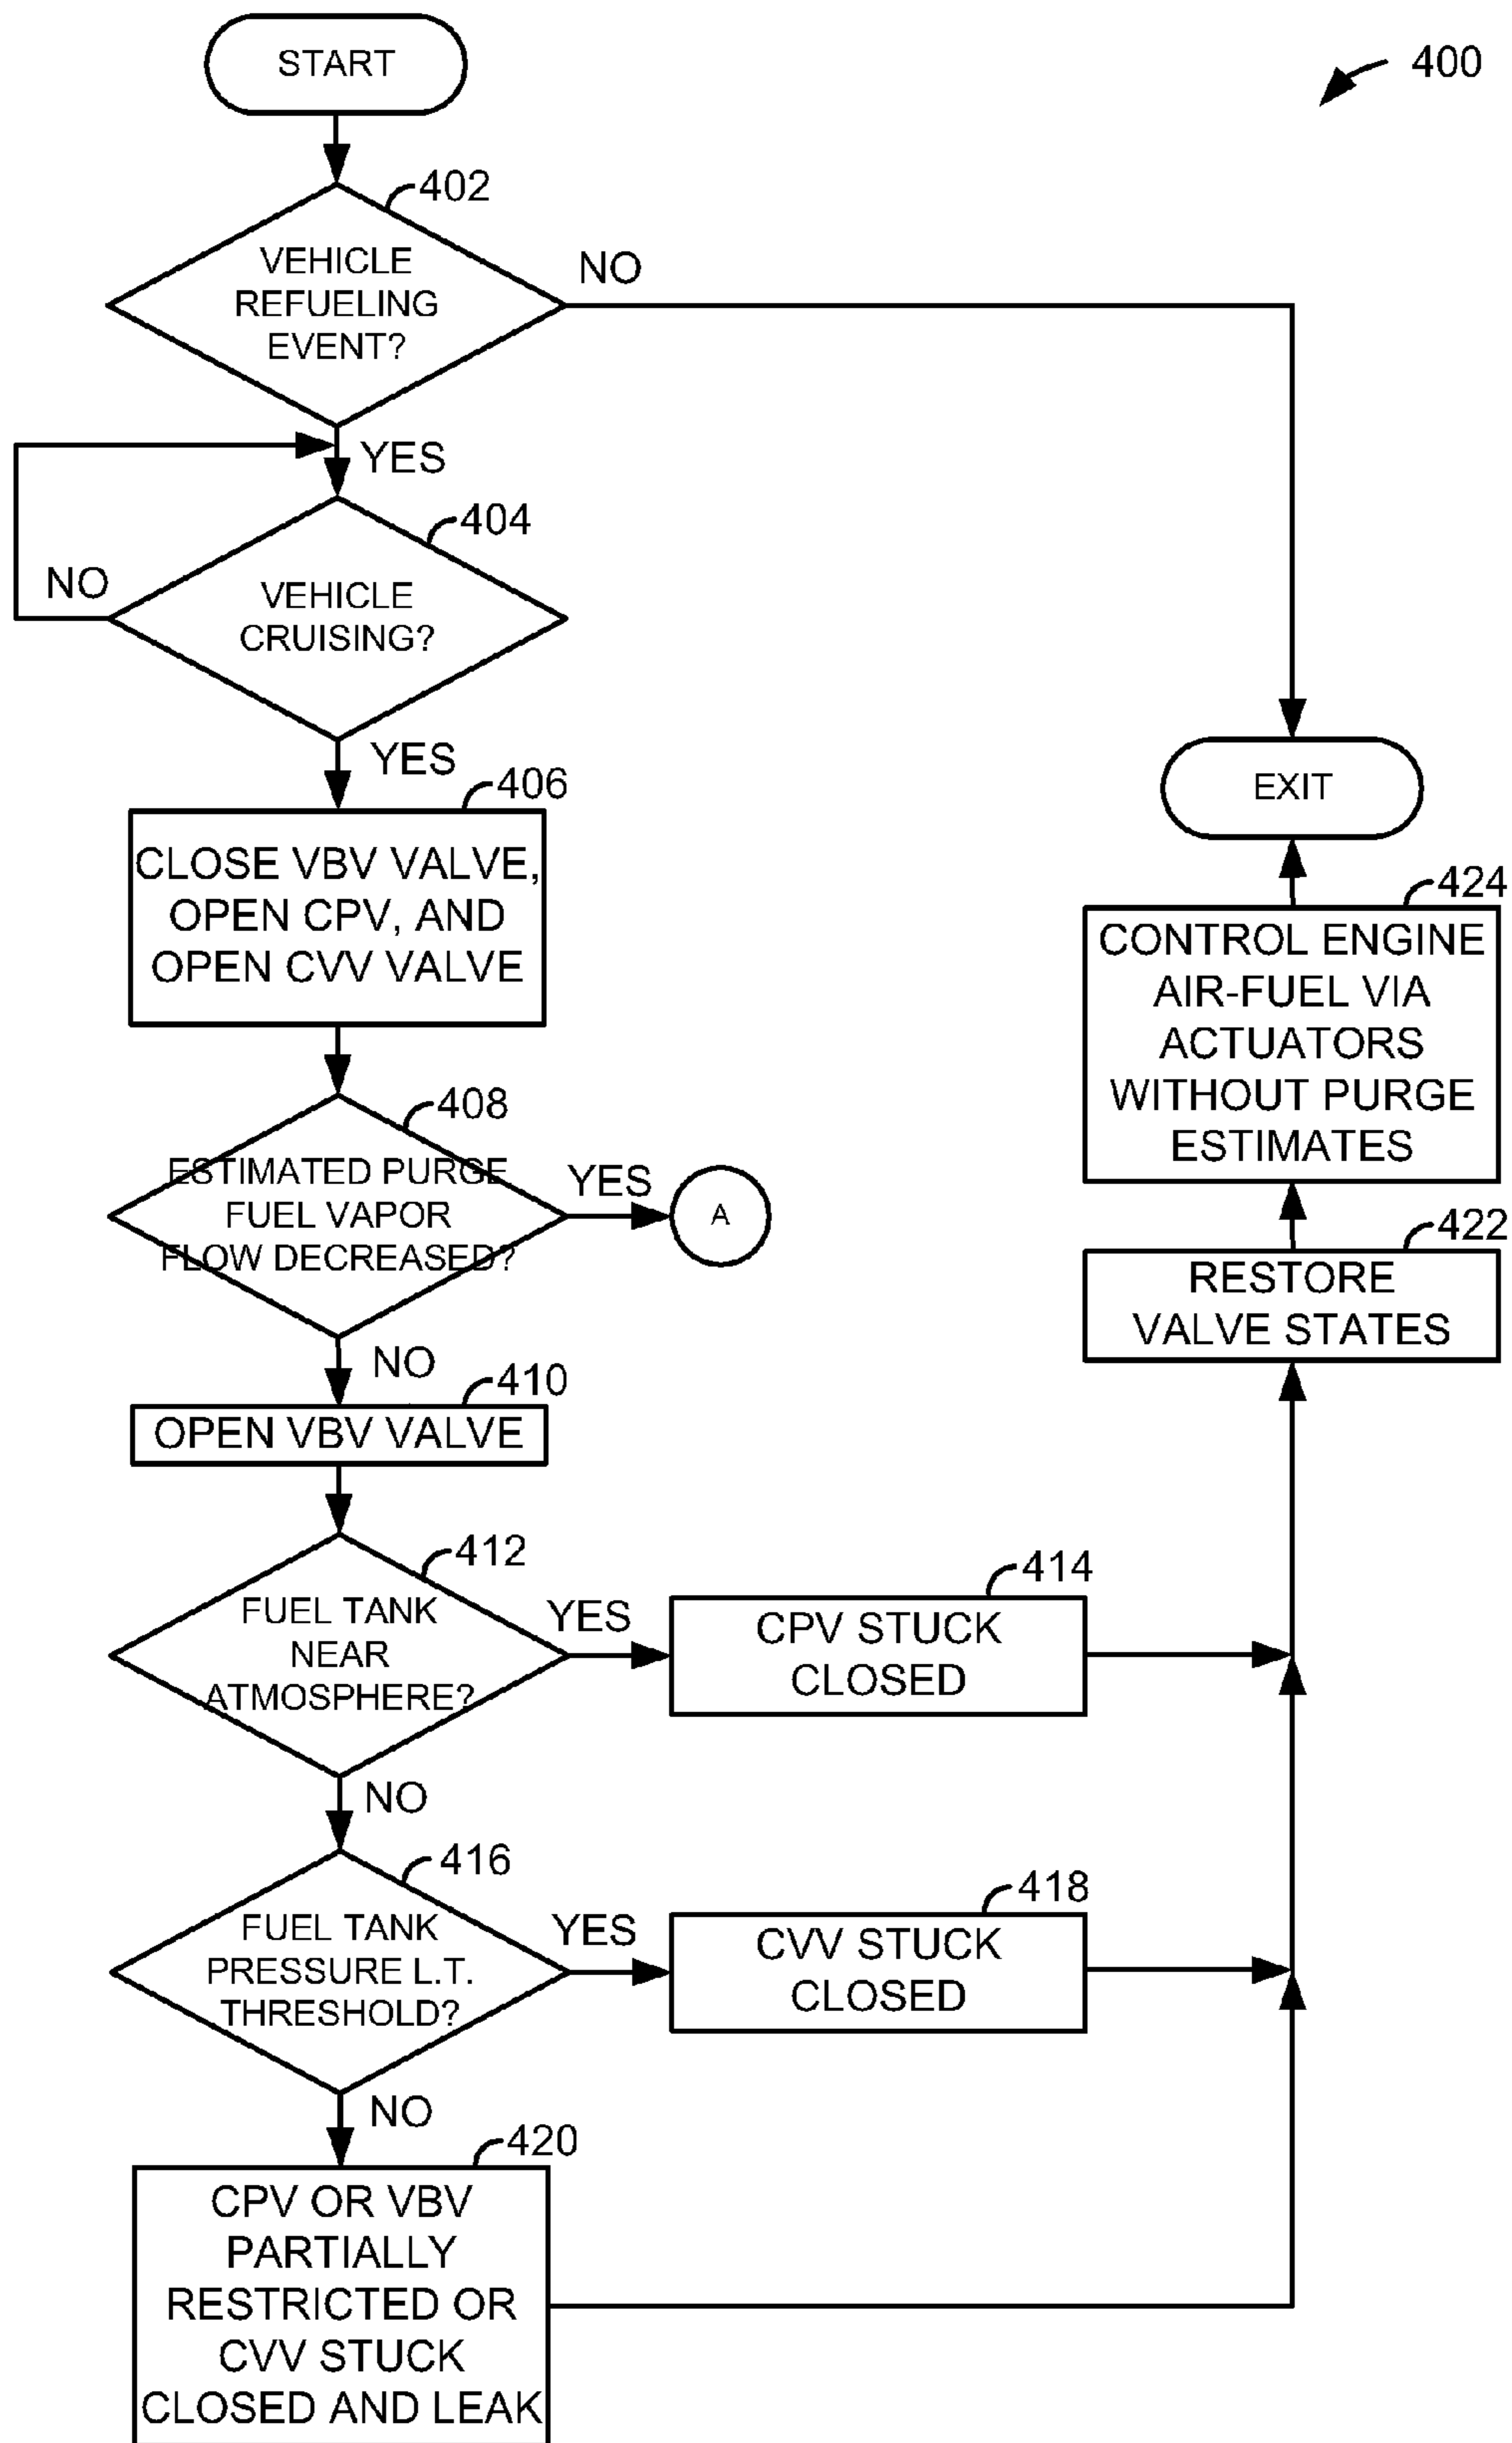 START
400
402
VEHICLE
REFUELING
EVENT?
NO
YES
404
VEHICLE
CRUISING?
NO
YES
406
CLOSE VBV VALVE,
OPEN CPV, AND
OPEN CVV VALVE
EXIT
424
CONTROL ENGINE
AIR-FUEL VIA
ACTUATORS
WITHOUT PURGE
ESTIMATES
408
ESTIMATED PURGE
FUEL VAPOR
FLOW DECREASED?
YES
A
NO
422
RESTORE
VALVE STATES
410
OPEN VBV VALVE
412
FUEL TANK
NEAR
ATMOSPHERE?
YES
414
CPV STUCK
CLOSED
NO
416
FUEL TANK
PRESSURE L.T.
THRESHOLD?
YES
418
CVV STUCK
CLOSED
NO
420
CPV OR VBV
PARTIALLY
RESTRICTED OR
CVV STUCK
CLOSED AND LEAK